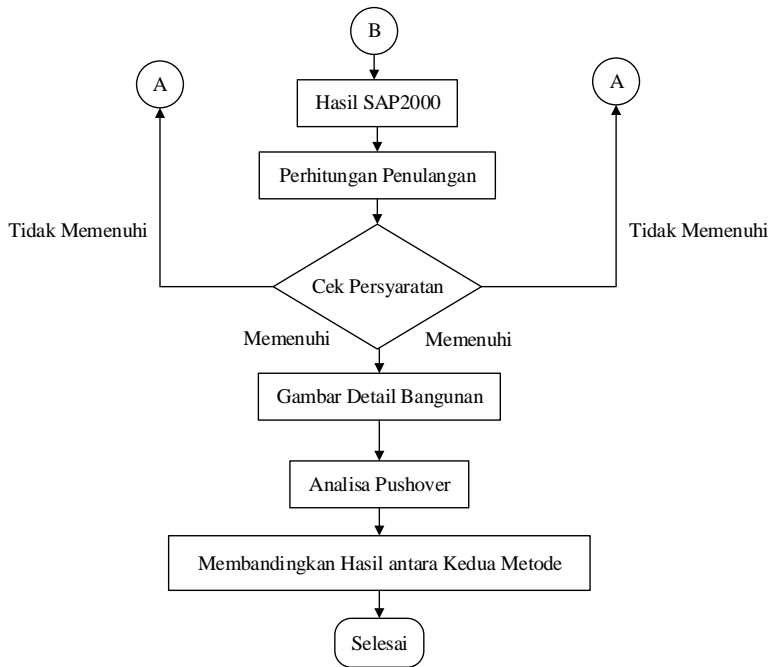 B
A
A
Hasil SAP2000
Perhitungan Penulangan
Tidak Memenuhi
Tidak Memenuhi
Cek Persyaratan
Memenuhi
Memenuhi
Gambar Detail Bangunan
Analisa Pushover
Membandingkan Hasil antara Kedua Metode
Selesai